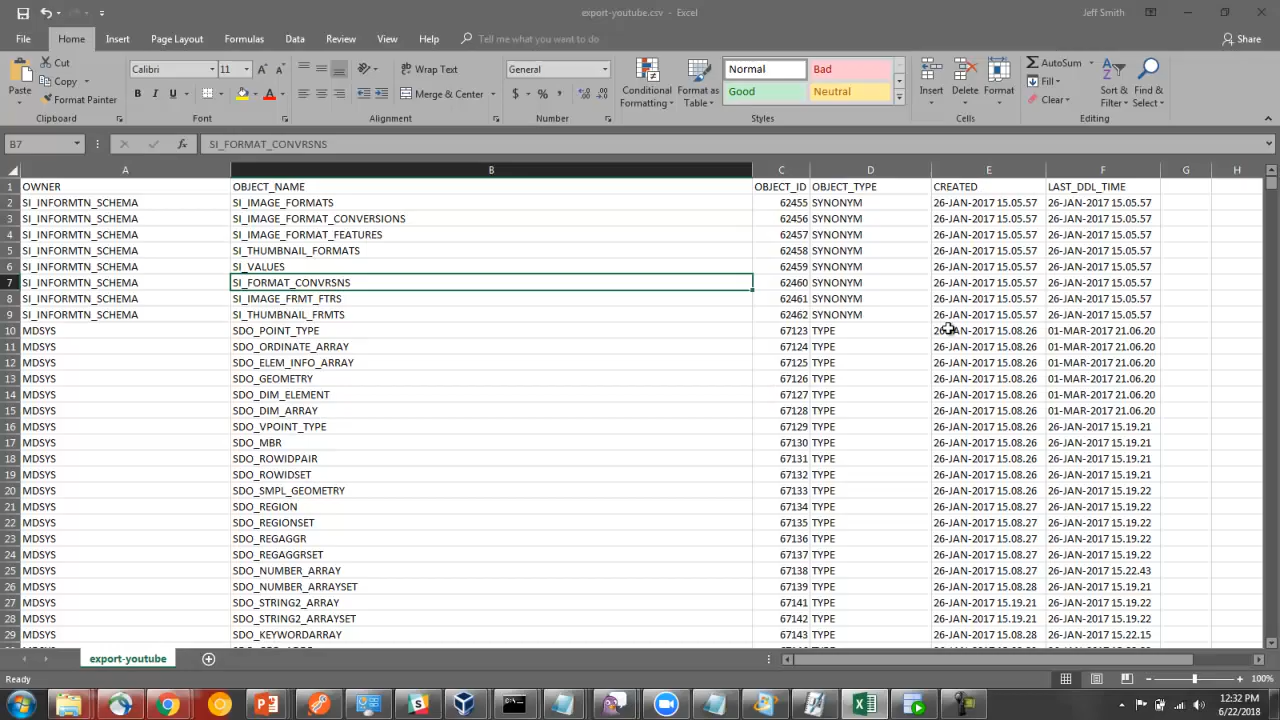 export-youtube.csv - Excel
Jeff Smith
File Home Insert Page Layout Formulas Data Review View Help Tell me what you want to do Share
Paste
Cut
Copy
Format Painter
Clipboard
Calibri 11
B I U
Font
Wrap Text
Merge & Center
Alignment
General
$ % ,
Number
Conditional Formatting
Format as Table
Normal Bad
Good Neutral
Styles
Insert Delete Format
Cells
AutoSum
Fill
Clear
Sort & Filter
Find & Select
Editing
B7 fx SI_FORMAT_CONVRSNS
A B C D E F G H
1 OWNER OBJECT_NAME OBJECT_ID OBJECT_TYPE CREATED LAST_DDL_TIME
2 SI_INFORMTN_SCHEMA SI_IMAGE_FORMATS 62455 SYNONYM 26-JAN-2017 15.05.57 26-JAN-2017 15.05.57
3 SI_INFORMTN_SCHEMA SI_IMAGE_FORMAT_CONVERSIONS 62456 SYNONYM 26-JAN-2017 15.05.57 26-JAN-2017 15.05.57
4 SI_INFORMTN_SCHEMA SI_IMAGE_FORMAT_FEATURES 62457 SYNONYM 26-JAN-2017 15.05.57 26-JAN-2017 15.05.57
5 SI_INFORMTN_SCHEMA SI_THUMBNAIL_FORMATS 62458 SYNONYM 26-JAN-2017 15.05.57 26-JAN-2017 15.05.57
6 SI_INFORMTN_SCHEMA SI_VALUES 62459 SYNONYM 26-JAN-2017 15.05.57 26-JAN-2017 15.05.57
7 SI_INFORMTN_SCHEMA SI_FORMAT_CONVRSNS 62460 SYNONYM 26-JAN-2017 15.05.57 26-JAN-2017 15.05.57
8 SI_INFORMTN_SCHEMA SI_IMAGE_FRMT_FTRS 62461 SYNONYM 26-JAN-2017 15.05.57 26-JAN-2017 15.05.57
9 SI_INFORMTN_SCHEMA SI_THUMBNAIL_FRMTS 62462 SYNONYM 26-JAN-2017 15.05.57 26-JAN-2017 15.05.57
10 MDSYS SDO_POINT_TYPE 67123 TYPE 26-JAN-2017 15.08.26 01-MAR-2017 21.06.20
11 MDSYS SDO_ORDINATE_ARRAY 67124 TYPE 26-JAN-2017 15.08.26 01-MAR-2017 21.06.20
12 MDSYS SDO_ELEM_INFO_ARRAY 67125 TYPE 26-JAN-2017 15.08.26 01-MAR-2017 21.06.20
13 MDSYS SDO_GEOMETRY 67126 TYPE 26-JAN-2017 15.08.26 01-MAR-2017 21.06.20
14 MDSYS SDO_DIM_ELEMENT 67127 TYPE 26-JAN-2017 15.08.26 01-MAR-2017 21.06.20
15 MDSYS SDO_DIM_ARRAY 67128 TYPE 26-JAN-2017 15.08.26 01-MAR-2017 21.06.20
16 MDSYS SDO_VPOINT_TYPE 67129 TYPE 26-JAN-2017 15.08.26 26-JAN-2017 15.19.21
17 MDSYS SDO_MBR 67130 TYPE 26-JAN-2017 15.08.26 26-JAN-2017 15.19.21
18 MDSYS SDO_ROWIDPAIR 67131 TYPE 26-JAN-2017 15.08.26 26-JAN-2017 15.19.21
19 MDSYS SDO_ROWIDSET 67132 TYPE 26-JAN-2017 15.08.26 26-JAN-2017 15.19.21
20 MDSYS SDO_SMPL_GEOMETRY 67133 TYPE 26-JAN-2017 15.08.26 26-JAN-2017 15.19.22
21 MDSYS SDO_REGION 67134 TYPE 26-JAN-2017 15.08.27 26-JAN-2017 15.19.22
22 MDSYS SDO_REGIONSET 67135 TYPE 26-JAN-2017 15.08.27 26-JAN-2017 15.19.22
23 MDSYS SDO_REGAGGR 67136 TYPE 26-JAN-2017 15.08.27 26-JAN-2017 15.19.22
24 MDSYS SDO_REGAGGRSET 67137 TYPE 26-JAN-2017 15.08.27 26-JAN-2017 15.19.22
25 MDSYS SDO_NUMBER_ARRAY 67138 TYPE 26-JAN-2017 15.08.27 26-JAN-2017 15.22.43
26 MDSYS SDO_NUMBER_ARRAYSET 67139 TYPE 26-JAN-2017 15.08.28 26-JAN-2017 15.19.21
27 MDSYS SDO_STRING2_ARRAY 67141 TYPE 26-JAN-2017 15.19.21 26-JAN-2017 15.19.22
28 MDSYS SDO_STRING2_ARRAYSET 67142 TYPE 26-JAN-2017 15.19.21 26-JAN-2017 15.19.22
29 MDSYS SDO_KEYWORDARRAY 67143 TYPE 26-JAN-2017 15.08.28 26-JAN-2017 15.22.15
export-youtube
Ready
100%
12:32 PM
6/22/2018